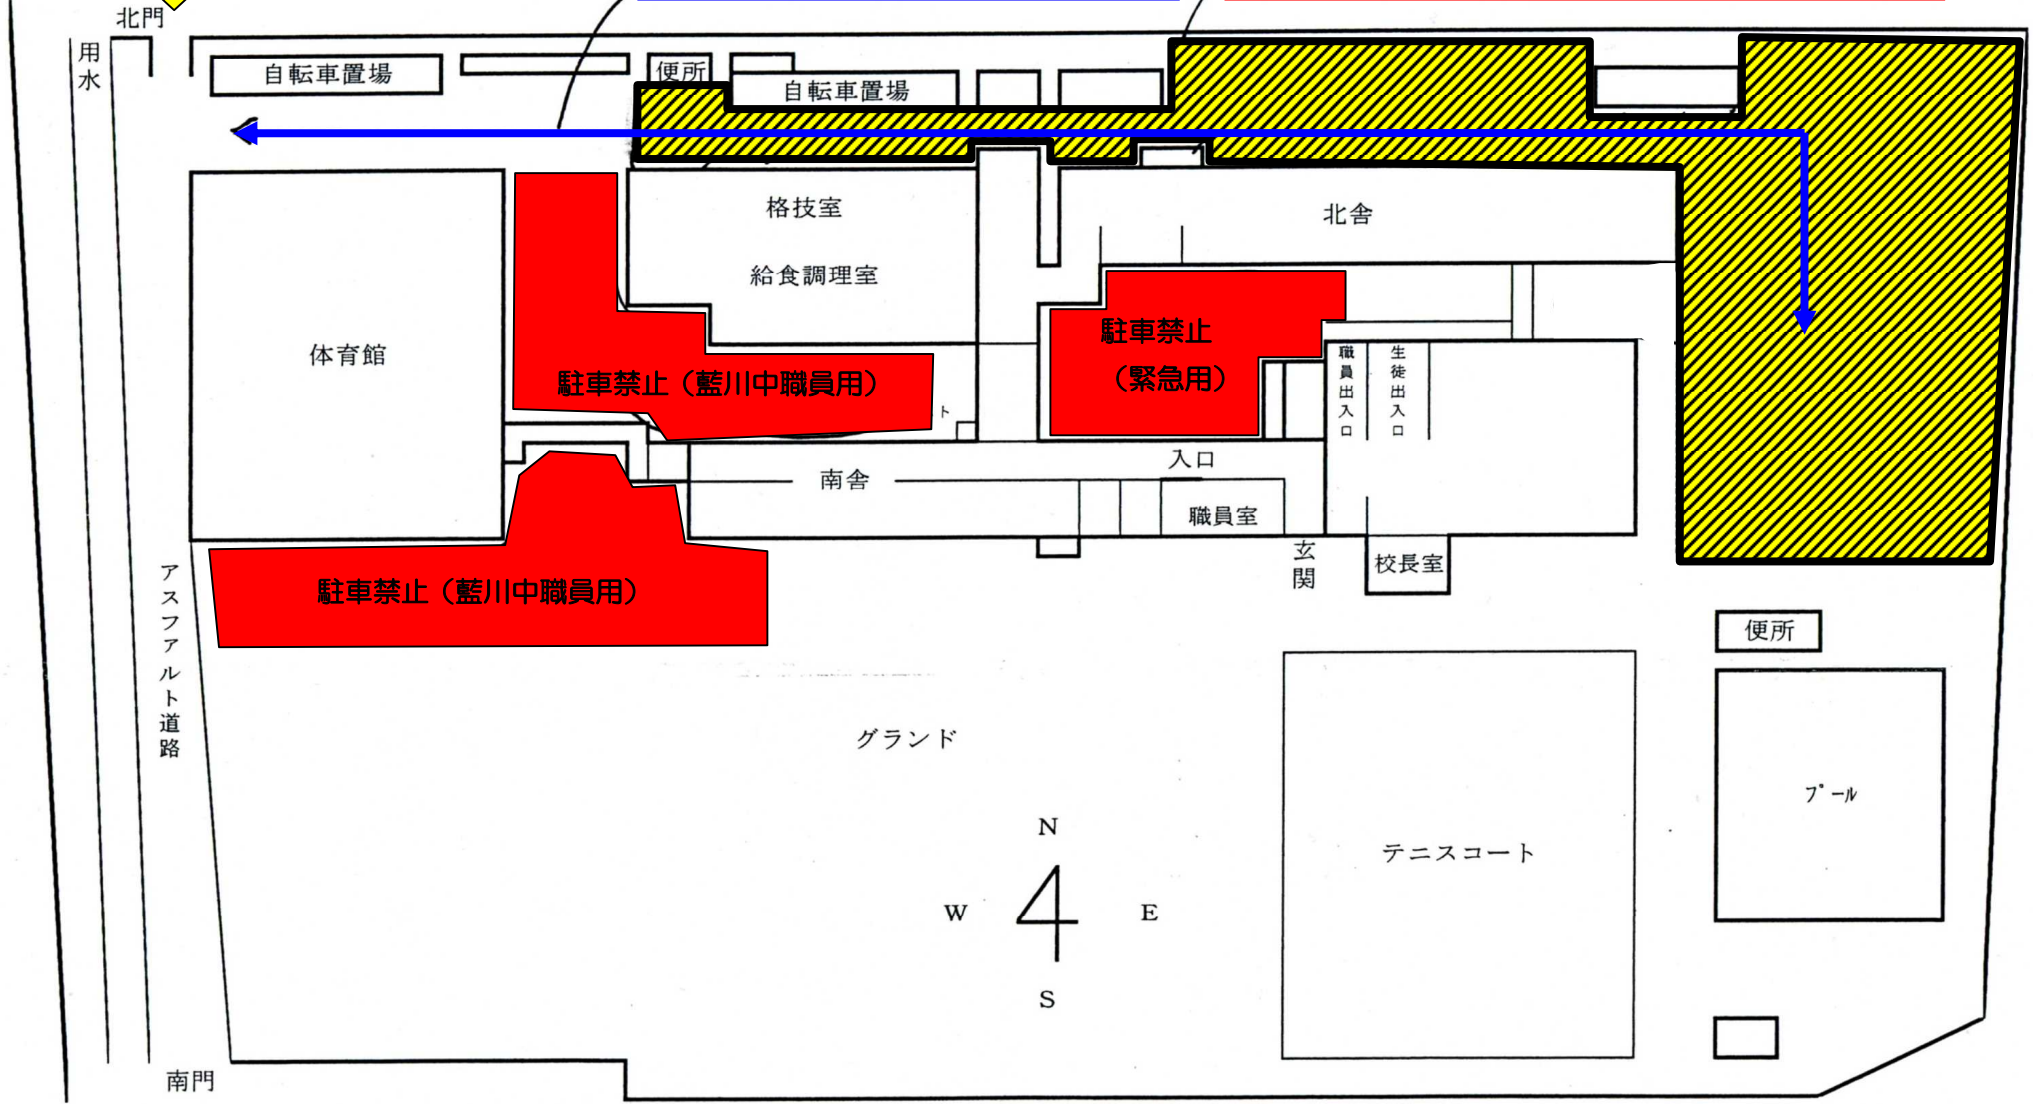 北門
用水
自転車置場
便所
自転車置場
格技室
北舎
給食調理室
体育館
駐車禁止
（緊急用）
駐車禁止（藍川中職員用）
職員出入口
生徒出入口
ト
入口
南舎
職員室
玄関
校長室
アスファルト道路
駐車禁止（藍川中職員用）
便所
グランド
プール
テニスコート
N
W
E
S
南門